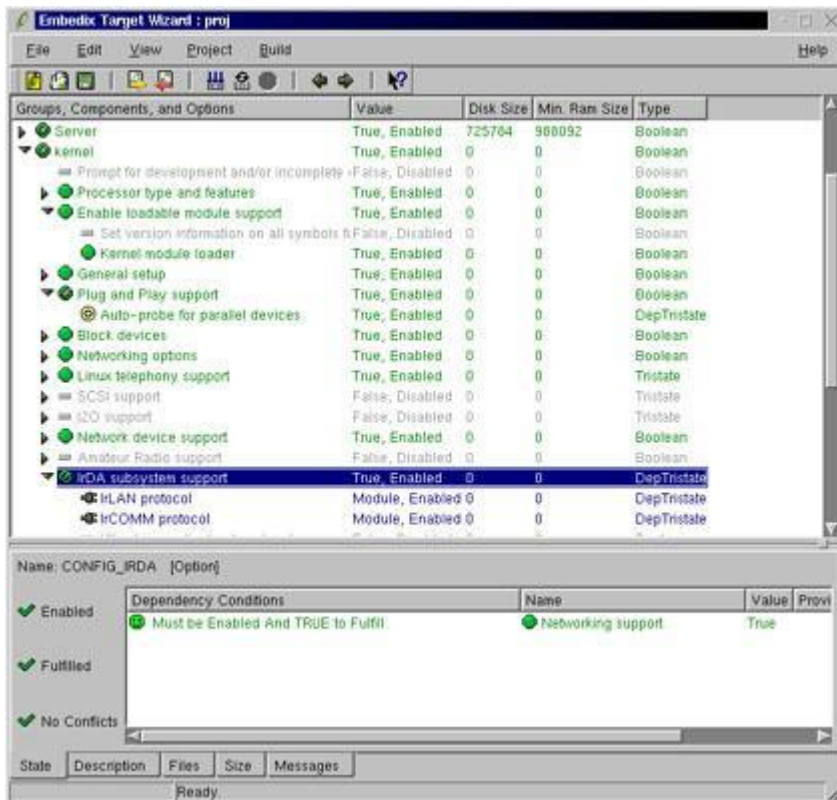 Embedix Target Wizard : proj
File Edit View Project Build Help
Groups, Components, and Options Value Disk Size Min. Ram Size Type
Server True, Enabled 725784 988092 Boolean
kernel True, Enabled 0 0 Boolean
Prompt for development and/or incomplete False, Disabled 0 0 Boolean
Processor type and features True, Enabled 0 0 Boolean
Enable loadable module support True, Enabled 0 0 Boolean
Set version information on all symbols f False, Disabled 0 0 Boolean
Kernel module loader True, Enabled 0 0 Boolean
General setup True, Enabled 0 0 Boolean
Plug and Play support True, Enabled 0 0 Boolean
Auto-probe for parallel devices True, Enabled 0 0 DepTristate
Block devices True, Enabled 0 0 Boolean
Networking options True, Enabled 0 0 Boolean
Linux telephony support True, Enabled 0 0 Tristate
SCSI support False, Disabled 0 0 Tristate
I2O support False, Disabled 0 0 Tristate
Network device support True, Enabled 0 0 Boolean
Amateur Radio support False, Disabled 0 0 Boolean
IrDA subsystem support True, Enabled 0 0 DepTristate
IrLAN protocol Module, Enabled 0 0 DepTristate
IrCOMM protocol Module, Enabled 0 0 DepTristate
Name: CONFIG_IRDA [Option]
Enabled
Fulfilled
No Conflicts
Dependency Conditions Name Value Provi
Must be Enabled And TRUE to Fulfill Networking support True
State Description Files Size Messages
Ready.